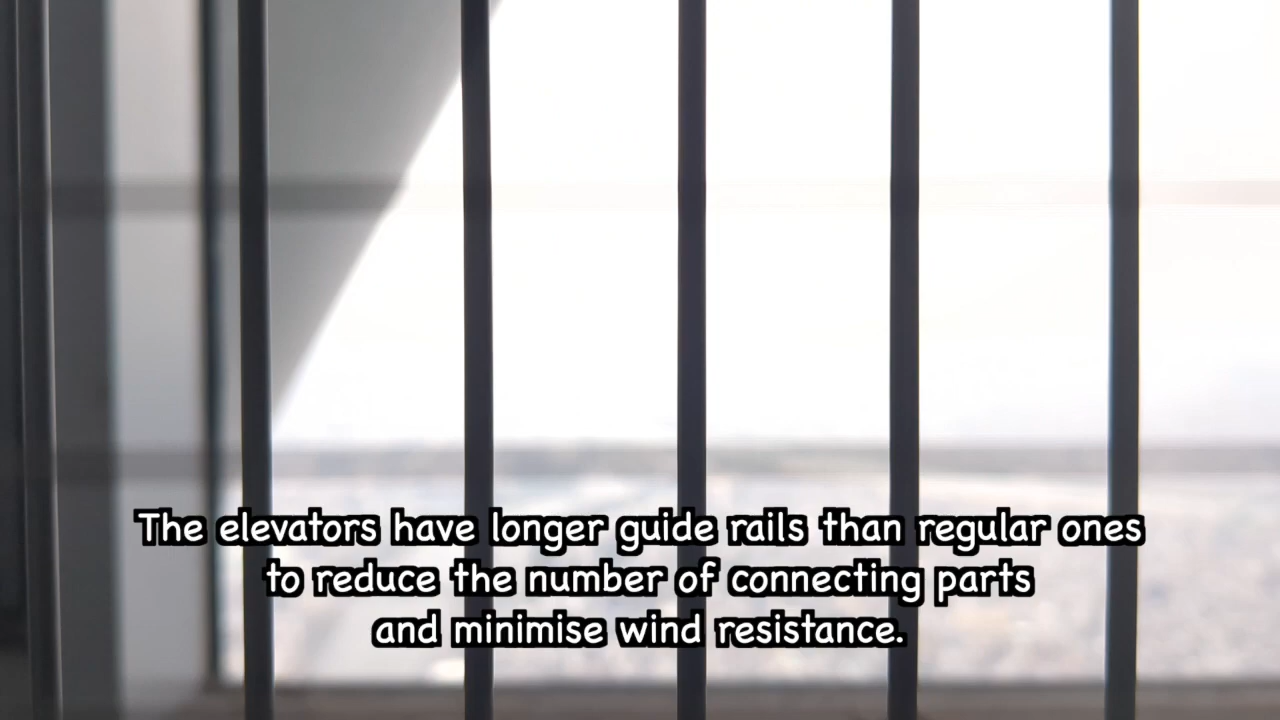 The elevators have longer guide rails than regular ones
to reduce the number of connecting parts
and minimise wind resistance.